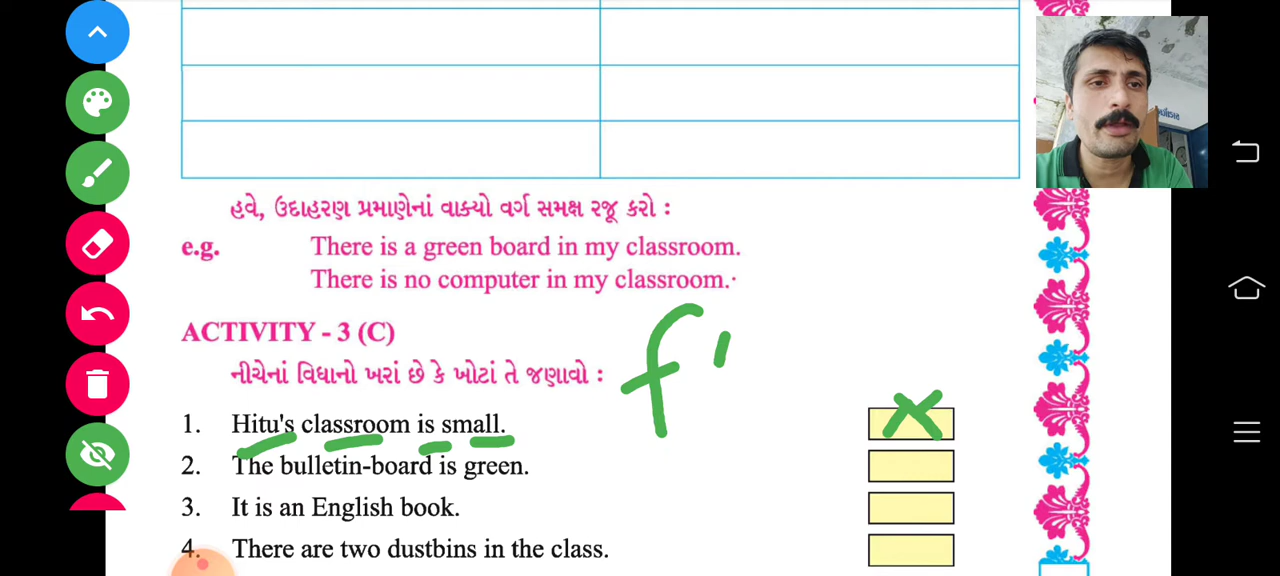 હવે, ઉદાહરણ પ્રમાણેનાં વાક્યો વર્ગ સમક્ષ રજૂ કરો :
e.g. There is a green board in my classroom.
There is no computer in my classroom.
ACTIVITY - 3 (C)
નીચેનાં વિધાનો ખરાં છે કે ખોટાં તે જણાવો :
f'
1. Hitu's classroom is small. X
2. The bulletin-board is green.
3. It is an English book.
4. There are two dustbins in the class.